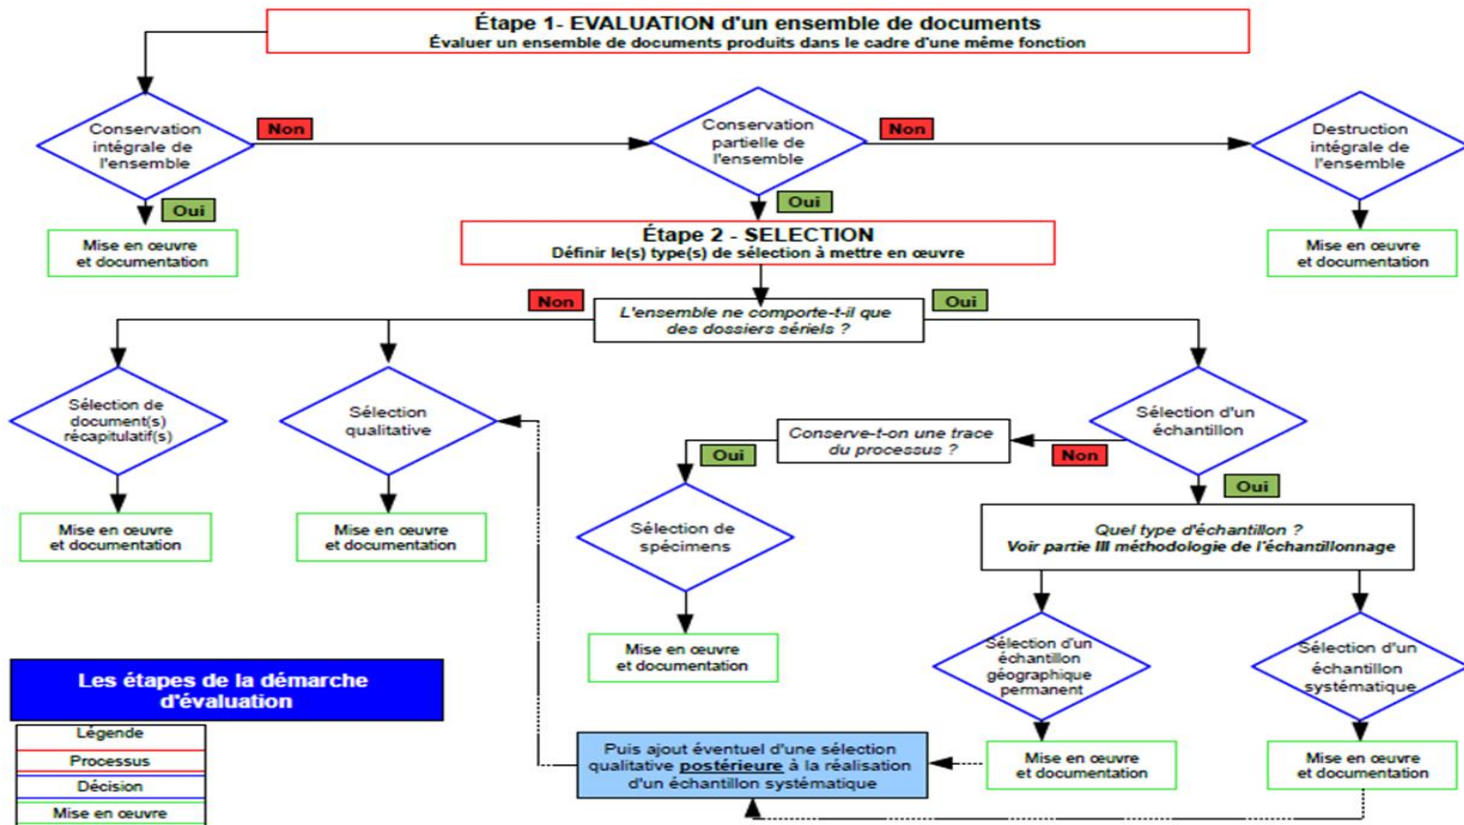 Étape 1- EVALUATION d'un ensemble de documents
Évaluer un ensemble de documents produits dans le cadre d'une même fonction
Conservation
intégrale de
l'ensemble
Non
Conservation
partielle de
l'ensemble
Non
Destruction
intégrale de
l'ensemble
Oui
Oui
Mise en œuvre
et documentation
Étape 2 - SELECTION
Définir le(s) type(s) de sélection à mettre en œuvre
Mise en œuvre
et documentation
Non
Oui
L'ensemble ne comporte-t-il que
des dossiers sériels ?
Sélection de
document(s)
récapitulatif(s)
Sélection
qualitative
Conserve-t-on une trace
du processus ?
Sélection d'un
échantillon
Oui
Non
Oui
Mise en œuvre
et documentation
Mise en œuvre
et documentation
Sélection de
spécimens
Quel type d'échantillon ?
Voir partie III méthodologie de l'échantillonnage
Mise en œuvre
et documentation
Sélection d'un
échantillon
géographique
permanent
Sélection d'un
échantillon
systématique
Les étapes de la démarche
d'évaluation
Légende
Processus
Décision
Mise en œuvre
Puis ajout éventuel d'une sélection
qualitative postérieure à la réalisation
d'un échantillon systématique
Mise en œuvre
et documentation
Mise en œuvre
et documentation